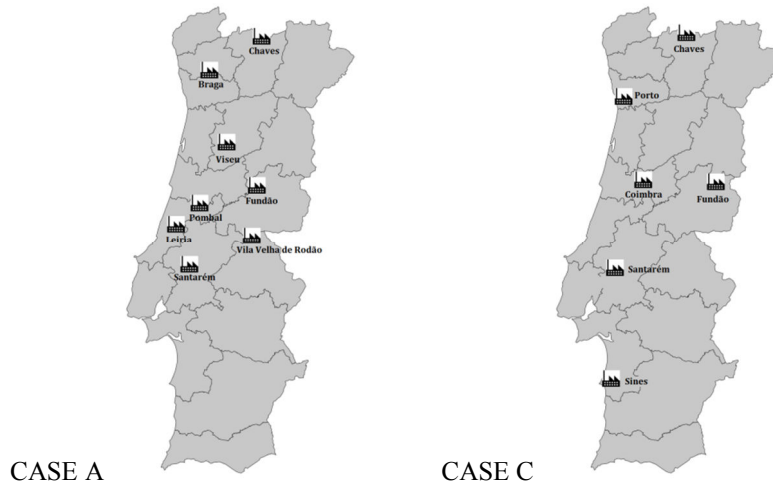 Chaves
Braga
Viseu
Fundão
Pombal
Leiria
Vila Velha de Rodão
Santarém
CASE A
Chaves
Porto
Coimbra
Fundão
Santarém
Sines
CASE C